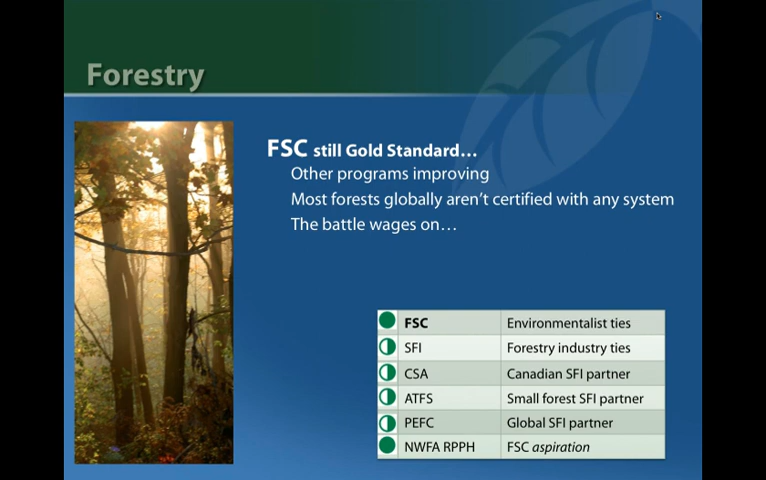 Forestry
FSC still Gold Standard…
Other programs improving
Most forests globally aren't certified with any system
The battle wages on…
FSC Environmentalist ties
SFI Forestry industry ties
CSA Canadian SFI partner
ATFS Small forest SFI partner
PEFC Global SFI partner
NWFA RPPH FSC aspiration